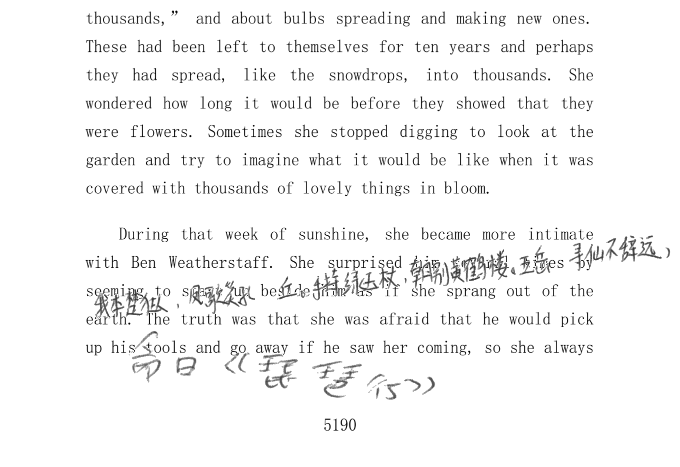 thousands,” and about bulbs spreading and making new ones.
These had been left to themselves for ten years and perhaps
they had spread, like the snowdrops, into thousands. She
wondered how long it would be before they showed that they
were flowers. Sometimes she stopped digging to look at the
garden and try to imagine what it would be like when it was
covered with thousands of lovely things in bloom.
During that week of sunshine, she became more intimate
with Ben Weatherstaff. She surprised him by
seeming to beside him as if she sprang out of the
我本楚狂人，凤歌笑孔丘。手持绿玉杖，朝别黄鹤楼。五岳寻仙不辞远，
earth. The truth was that she was afraid that he would pick
up his tools and go away if he saw her coming, so she always
命曰《琵琶行》
5190